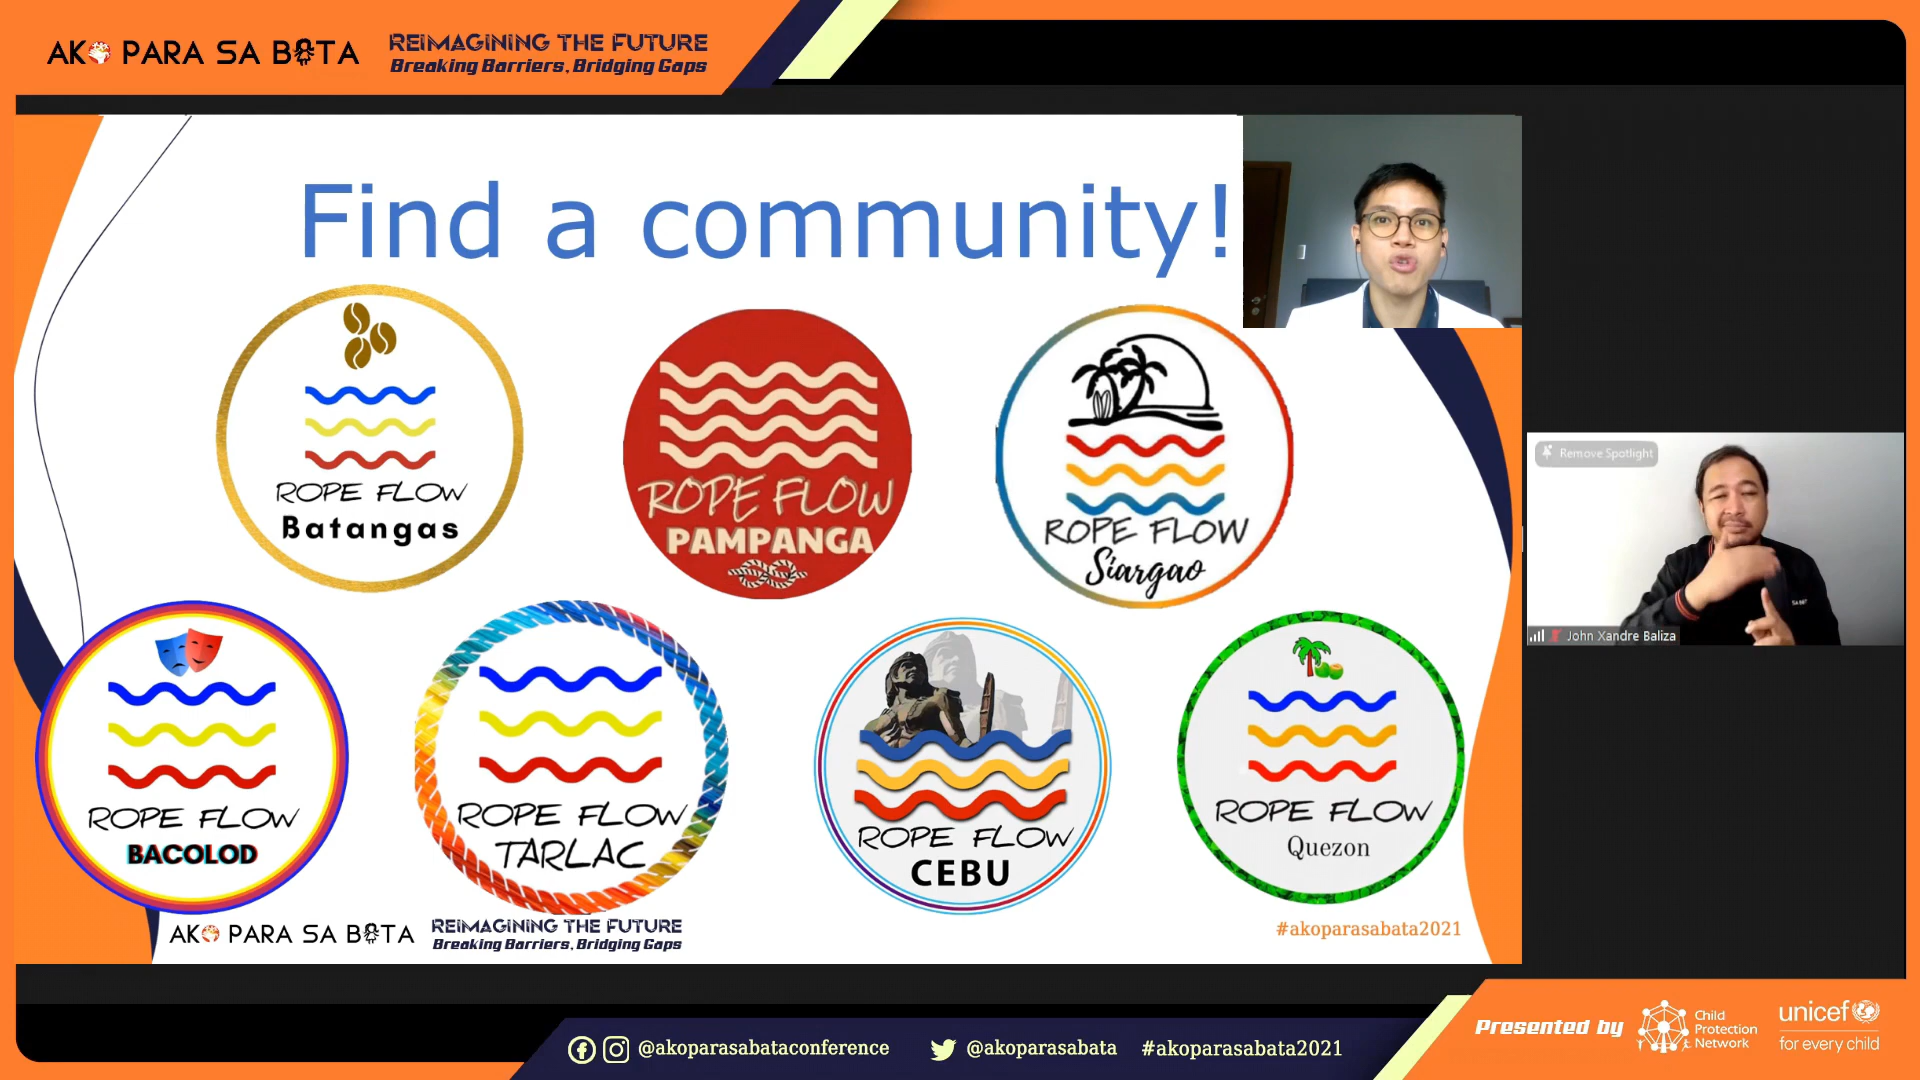 AKO PARA SA BATA
REIMAGINING THE FUTURE
Breaking Barriers, Bridging Gaps
Find a community!
ROPE FLOW
Batangas
ROPE FLOW
PAMPANGA
ROPE FLOW
Siargao
Remove Spotlight
SA BATA
John Xandre Baliza
ROPE FLOW
BACOLOD
ROPE FLOW
TARLAC
ROPE FLOW
CEBU
ROPE FLOW
Quezon
AKO PARA SA BATA
REIMAGINING THE FUTURE
Breaking Barriers, Bridging Gaps
#akoparasabata2021
@akoparasabataconference
@akoparasabata
#akoparasabata2021
Presented by
Child
Protection
Network
unicef
for every child